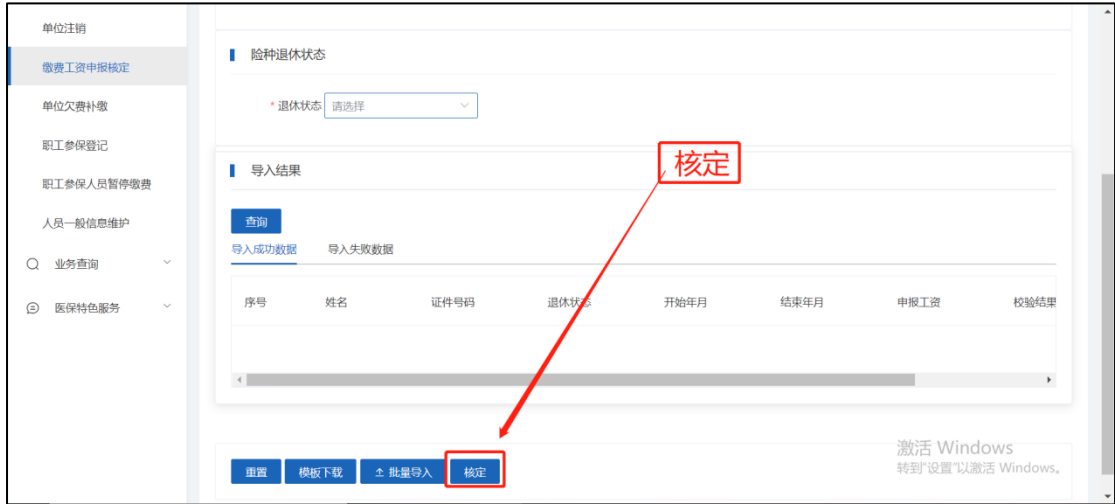 单位注销
缴费工资申报核定
单位欠费补缴
职工参保登记
职工参保人员暂停缴费
人员一般信息维护
业务查询
医保特色服务
险种退休状态
* 退休状态 请选择
核定
导入结果
查询
导入成功数据 导入失败数据
序号 姓名 证件号码 退休状态 开始年月 结束年月 申报工资 校验结果
重置 模板下载 批量导入 核定
激活 Windows
转到"设置"以激活 Windows。